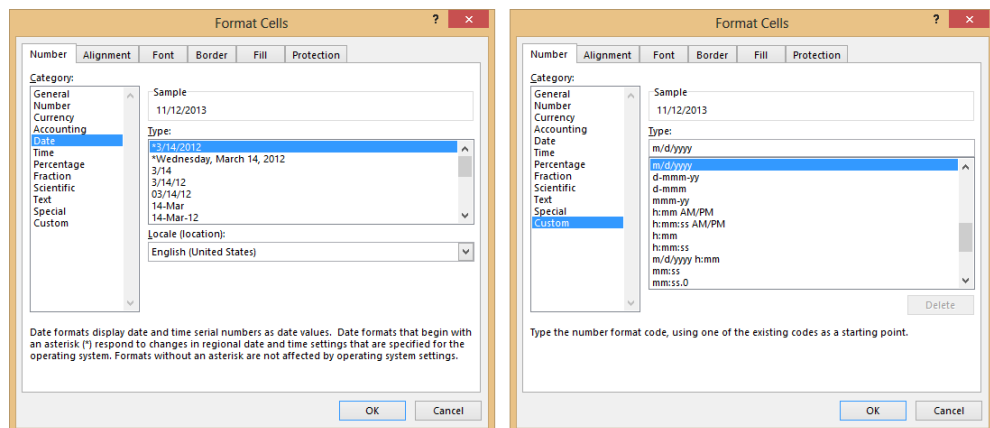 Format Cells
? ×
Number Alignment Font Border Fill Protection
Category:
General
Number
Currency
Accounting
Date
Time
Percentage
Fraction
Scientific
Text
Special
Custom
Sample
11/12/2013
Type:
*3/14/2012
*Wednesday, March 14, 2012
3/14
3/14/12
03/14/12
14-Mar
14-Mar-12
Locale (location):
English (United States)
Date formats display date and time serial numbers as date values. Date formats that begin with
an asterisk (*) respond to changes in regional date and time settings that are specified for the
operating system. Formats without an asterisk are not affected by operating system settings.
OK Cancel
Format Cells
? ×
Number Alignment Font Border Fill Protection
Category:
General
Number
Currency
Accounting
Date
Time
Percentage
Fraction
Scientific
Text
Special
Custom
Sample
11/12/2013
Type:
m/d/yyyy
m/d/yyyy
d-mmm-yy
d-mmm
mmm-yy
h:mm AM/PM
h:mm:ss AM/PM
h:mm
h:mm:ss
m/d/yyyy h:mm
mm:ss
mm:ss.0
Delete
Type the number format code, using one of the existing codes as a starting point.
OK Cancel